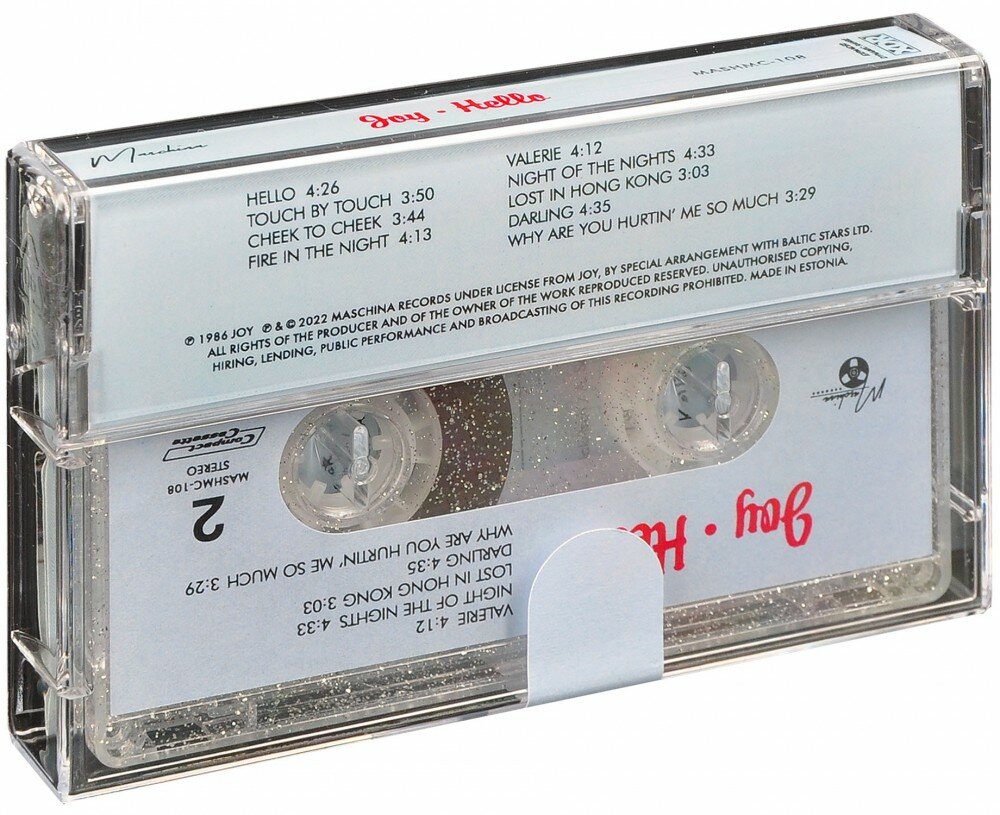 Maschina
Joy · Hello
MASHMC-108
HELLO 4:26
TOUCH BY TOUCH 3:50
CHEEK TO CHEEK 3:44
FIRE IN THE NIGHT 4:13
VALERIE 4:12
NIGHT OF THE NIGHTS 4:33
LOST IN HONG KONG 3:03
DARLING 4:35
WHY ARE YOU HURTIN' ME SO MUCH 3:29
℗ 1986 JOY ℗ & © 2022 MASCHINA RECORDS UNDER LICENSE FROM JOY, BY SPECIAL ARRANGEMENT WITH BALTIC STARS LTD.
ALL RIGHTS OF THE PRODUCER AND OF THE OWNER OF THE WORK REPRODUCED RESERVED. UNAUTHORISED COPYING,
HIRING, LENDING, PUBLIC PERFORMANCE AND BROADCASTING OF THIS RECORDING PROHIBITED. MADE IN ESTONIA.
Joy · He
Maschina
VALERIE 4:12
NIGHT OF THE NIGHTS 4:33
LOST IN HONG KONG 3:03
DARLING 4:35
WHY ARE YOU HURTIN' ME SO MUCH 3:29
2
STEREO
MASHMC-108
Compact
Cassette